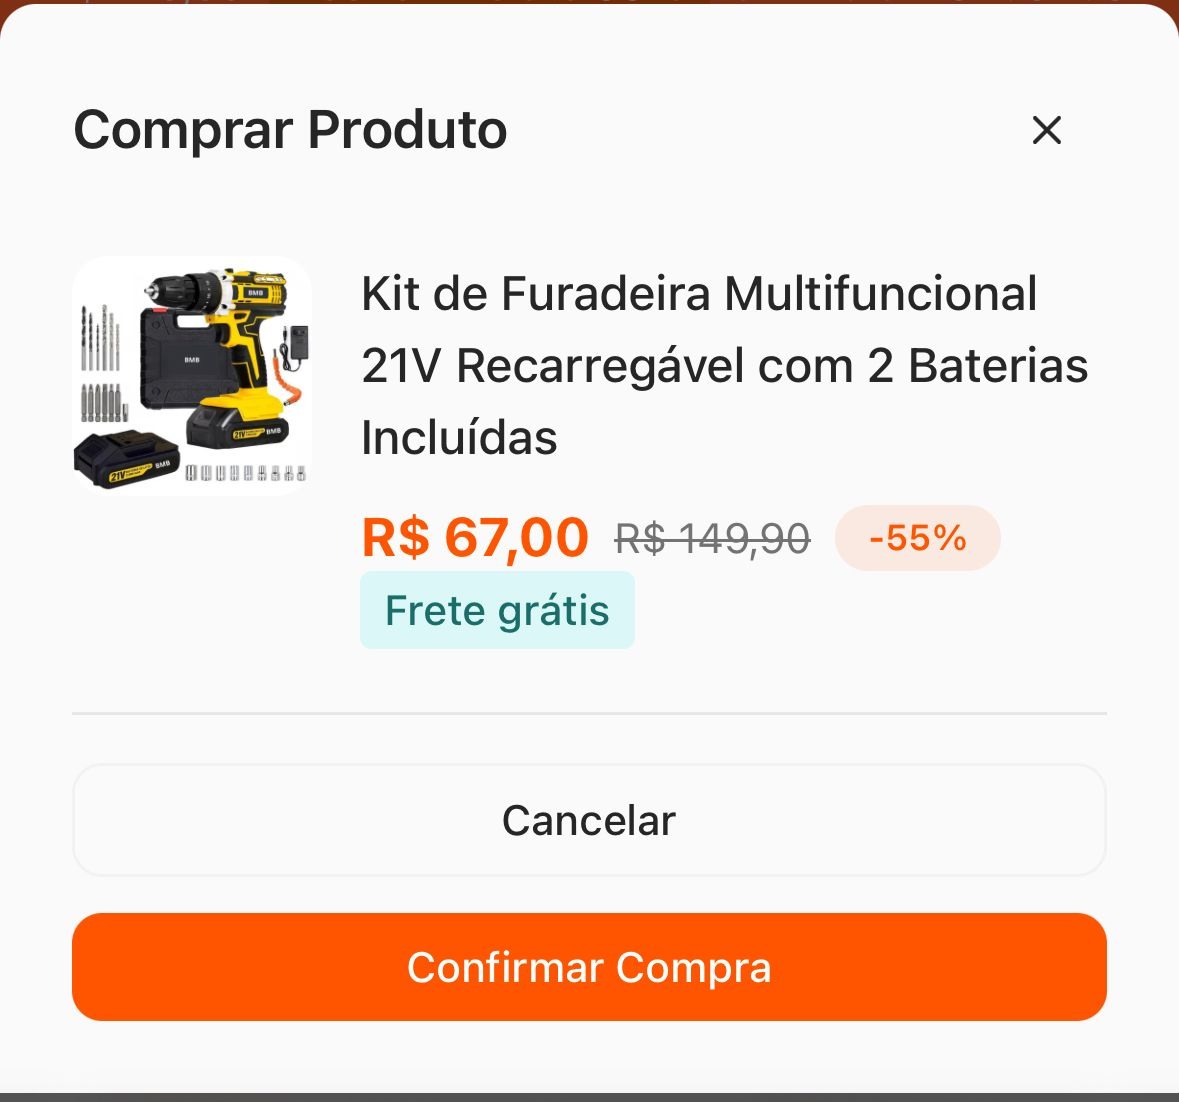 Comprar Produto
Kit de Furadeira Multifuncional
21V Recarregável com 2 Baterias
Incluídas
BMB
BMB
21V BMB
21V BMB
R$ 67,00 R$ 149,90 -55%
Frete grátis
Cancelar
Confirmar Compra